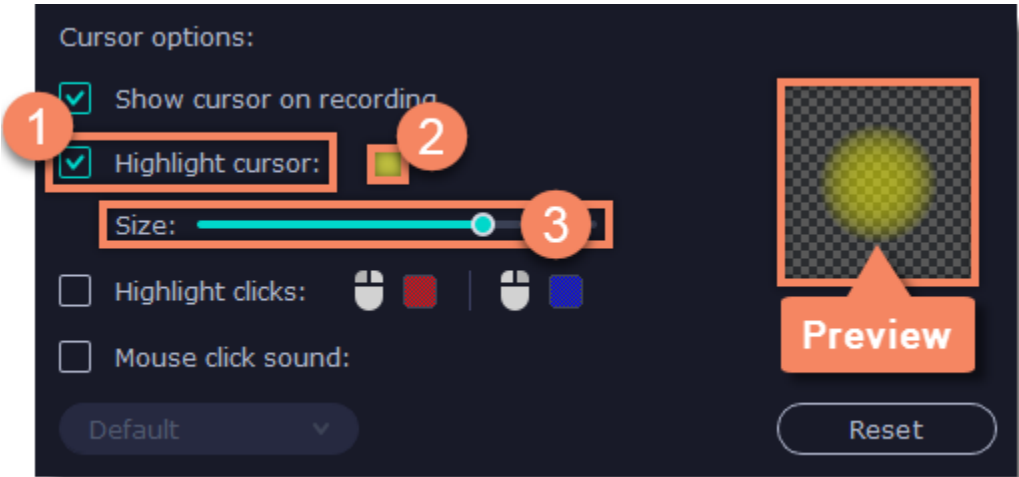 Cursor options:
Show cursor on recording
1
Highlight cursor:
2
Size:
3
Highlight clicks:
Mouse click sound:
Default
Preview
Reset